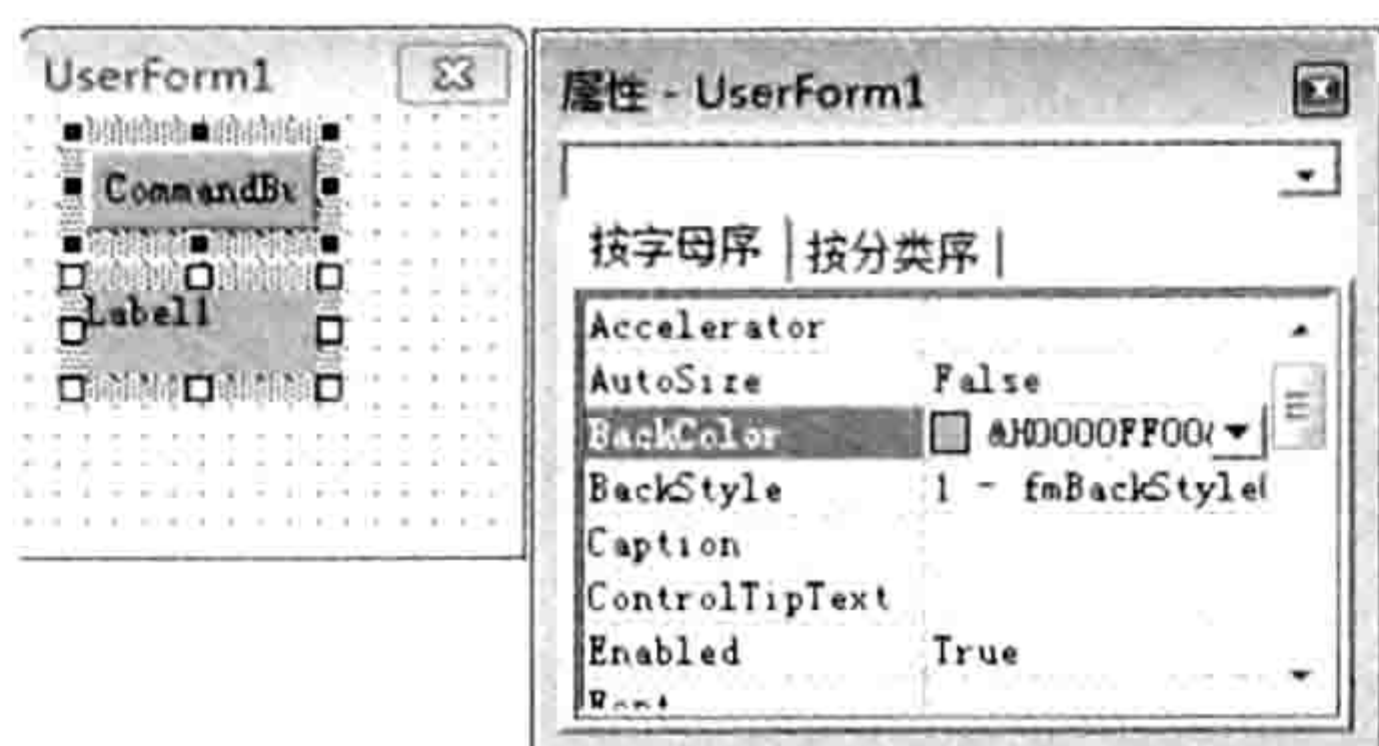 UserForm1
CommandBu
Label1
属性 - UserForm1
按字母序 按分类序
Accelerator
AutoSize False
BackColor &H0000FF00&
BackStyle 1 - fmBackStyle
Caption
ControlTipText
Enabled True
Font